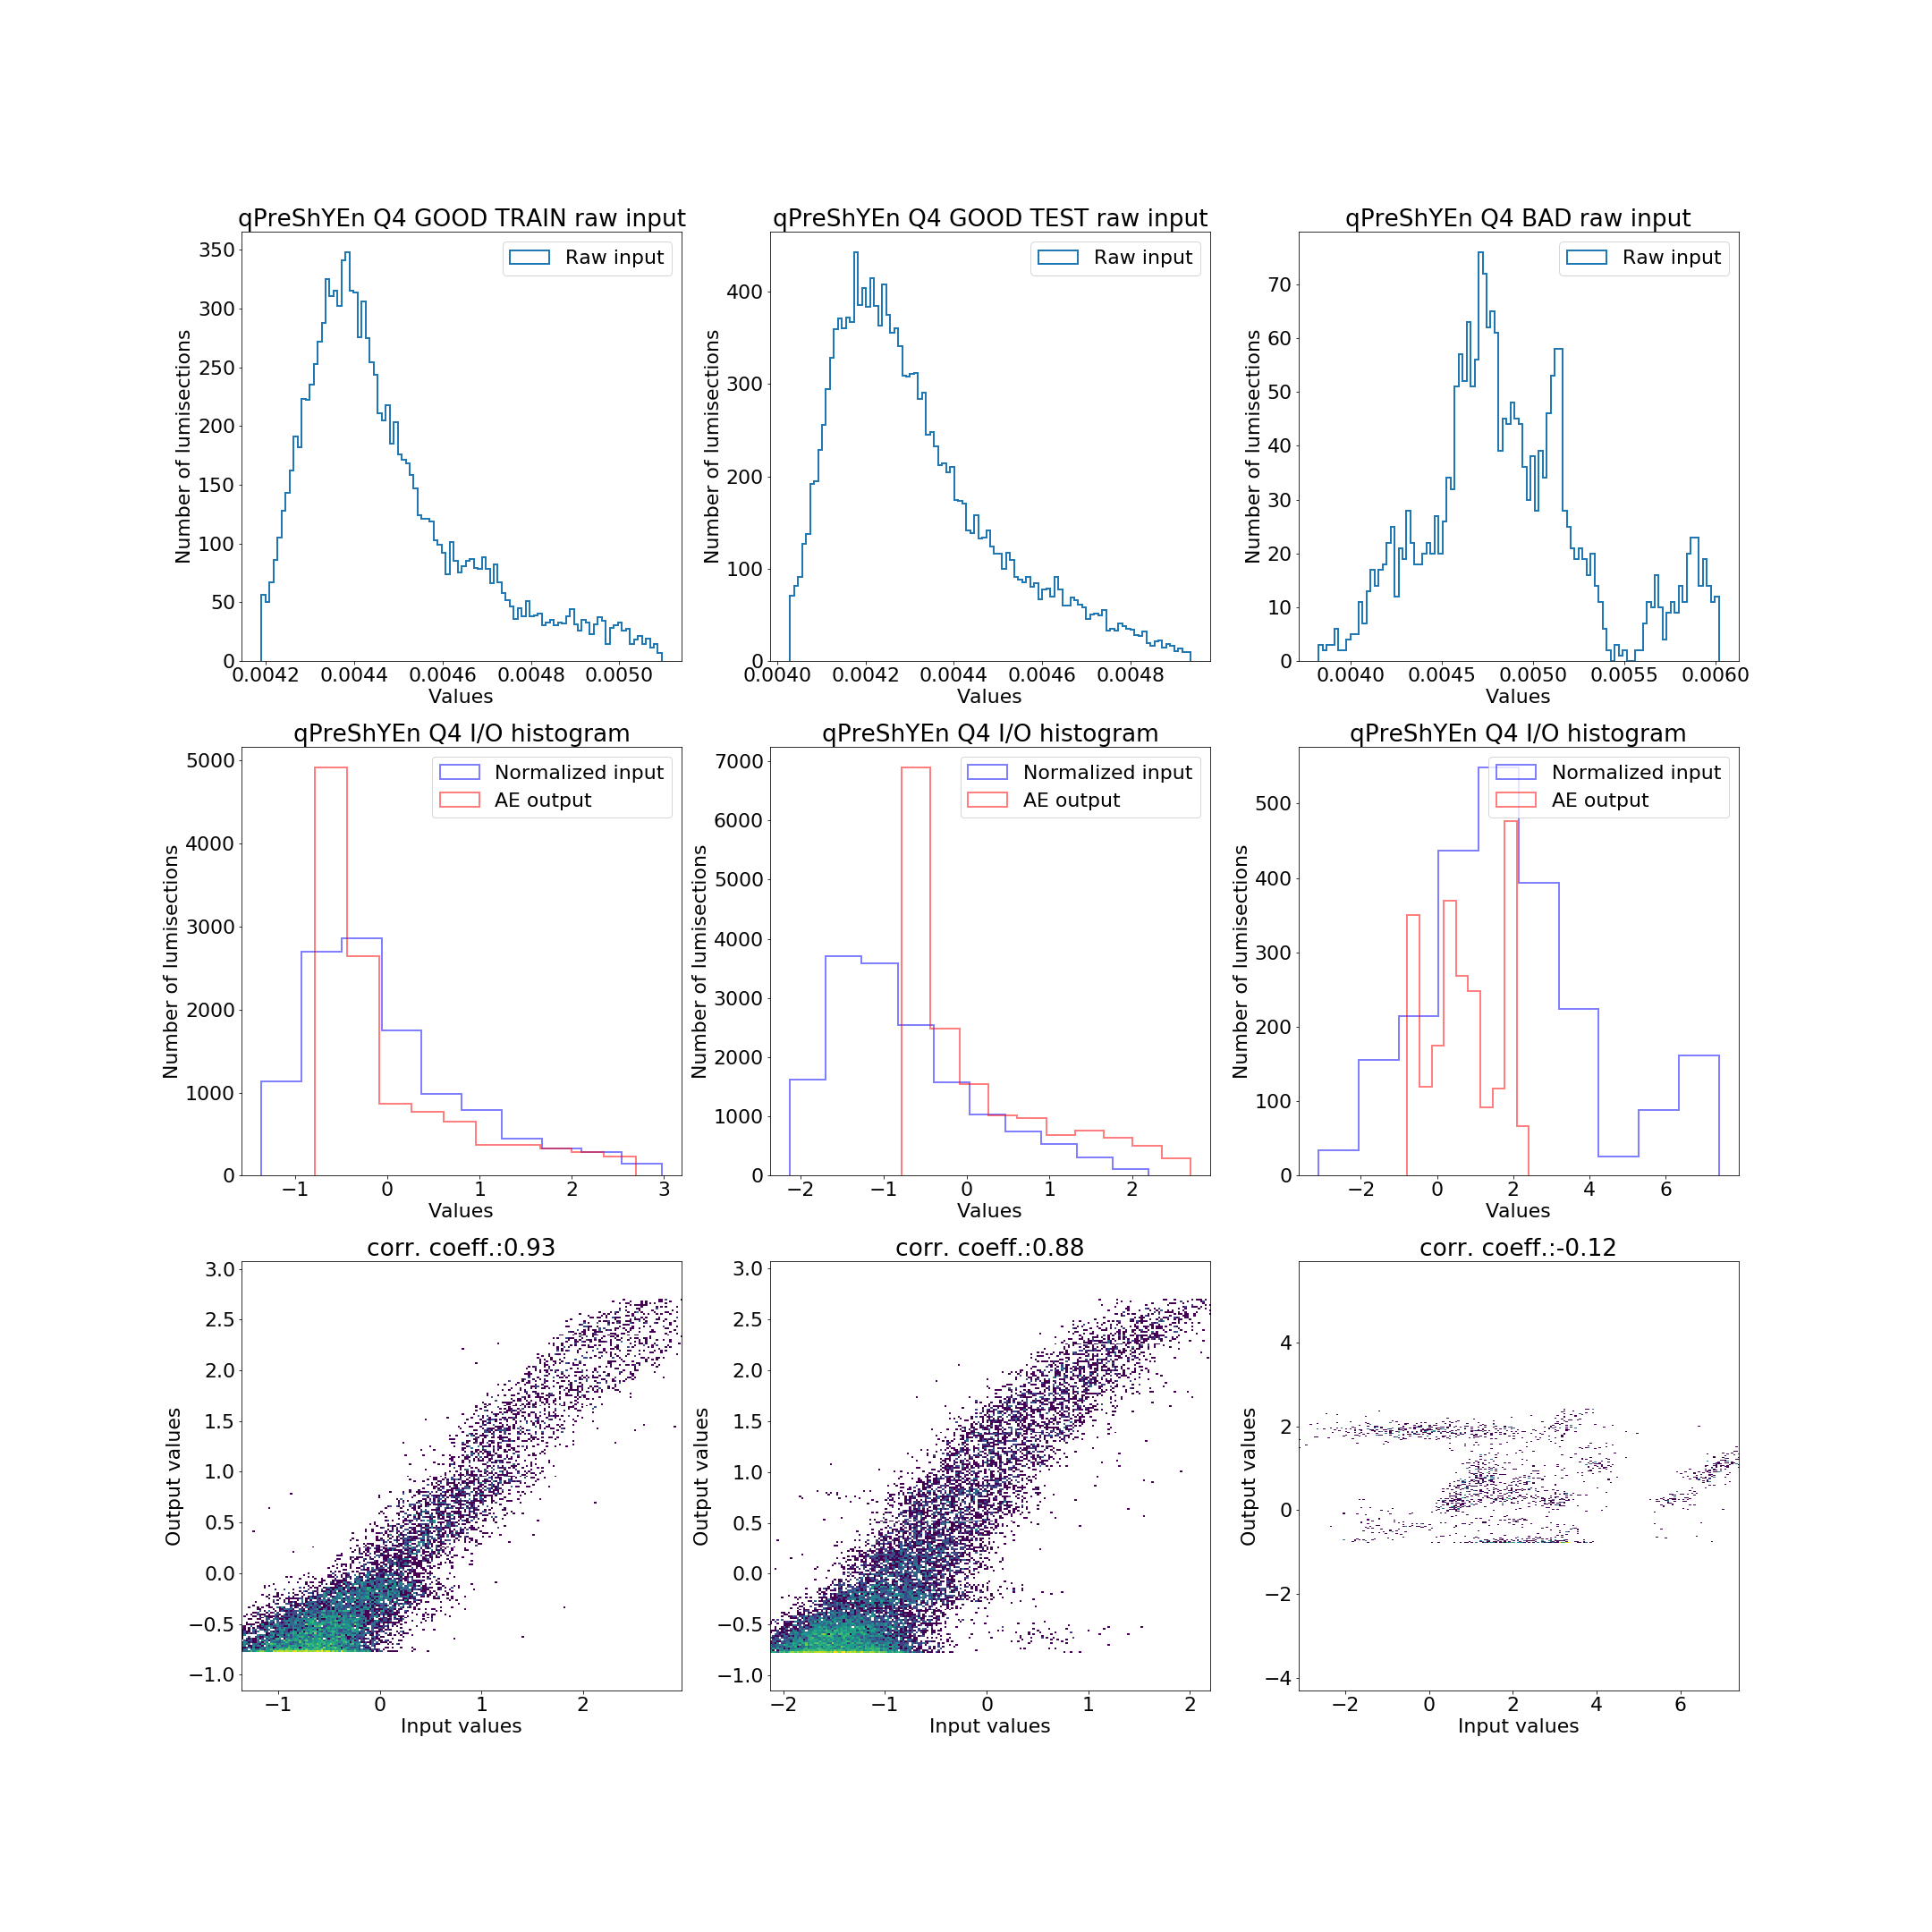 qPreShYEn Q4 GOOD TRAIN raw input
Raw input
Number of lumisections
350
300
250
200
150
100
50
0
0.0042 0.0044 0.0046 0.0048 0.0050
Values
qPreShYEn Q4 GOOD TEST raw input
Raw input
Number of lumisections
400
300
200
100
0
0.0040 0.0042 0.0044 0.0046 0.0048
Values
qPreShYEn Q4 BAD raw input
Raw input
Number of lumisections
70
60
50
40
30
20
10
0
0.0040 0.0045 0.0050 0.0055 0.0060
Values
qPreShYEn Q4 I/O histogram
Normalized input
AE output
Number of lumisections
5000
4000
3000
2000
1000
0
−1 0 1 2 3
Values
qPreShYEn Q4 I/O histogram
Normalized input
AE output
Number of lumisections
7000
6000
5000
4000
3000
2000
1000
0
−2 −1 0 1 2
Values
qPreShYEn Q4 I/O histogram
Normalized input
AE output
Number of lumisections
500
400
300
200
100
0
−2 0 2 4 6
Values
corr. coeff.:0.93
Output values
3.0
2.5
2.0
1.5
1.0
0.5
0.0
−0.5
−1.0
−1 0 1 2
Input values
corr. coeff.:0.88
Output values
3.0
2.5
2.0
1.5
1.0
0.5
0.0
−0.5
−1.0
−2 −1 0 1 2
Input values
corr. coeff.:-0.12
Output values
4
2
0
−2
−4
−2 0 2 4 6
Input values